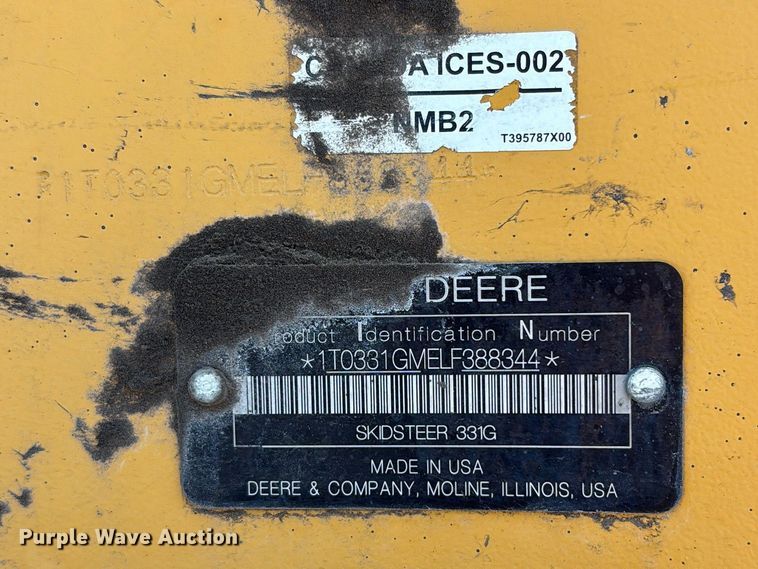 ICES-002
NMB2
T395787X00
*1T0331GMELF388344*
DEERE
Identification Number
*1T0331GMELF388344*
SKIDSTEER 331G
MADE IN USA
DEERE & COMPANY, MOLINE, ILLINOIS, USA
Purple Wave Auction